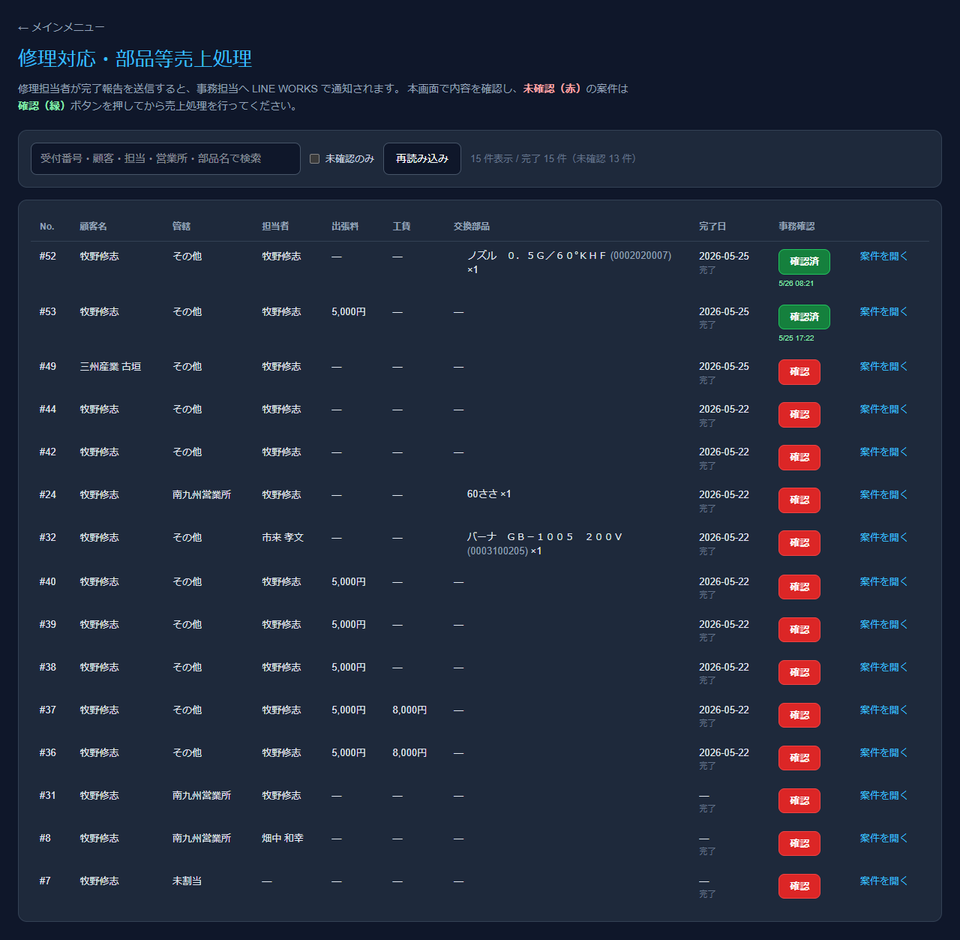 ← メインメニュー
修理対応・部品等売上処理
修理担当者が完了報告を送信すると、事務担当へ LINE WORKS で通知されます。 本画面で内容を確認し、未確認（赤）の案件は
確認（緑）ボタンを押してから売上処理を行ってください。
受付番号・顧客・担当・営業所・部品名で検索 未確認のみ 再読み込み 15 件表示 / 完了 15 件（未確認 13 件）
No. 顧客名 管轄 担当者 出張料 工賃 交換部品 完了日 事務確認
#52 牧野修志 その他 牧野修志 — — ノズル　０．５Ｇ／６０°ＫＨＦ (0002020007) 2026-05-25 確認済 案件を開く
×1 完了
5/26 08:21
#53 牧野修志 その他 牧野修志 5,000円 — — 2026-05-25 確認済 案件を開く
完了
5/25 17:22
#49 三州産業 古垣 その他 牧野修志 — — — 2026-05-25 確認 案件を開く
完了
#44 牧野修志 その他 牧野修志 — — — 2026-05-22 確認 案件を開く
完了
#42 牧野修志 その他 牧野修志 — — — 2026-05-22 確認 案件を開く
完了
#24 牧野修志 南九州営業所 牧野修志 — — 60ささ ×1 2026-05-22 確認 案件を開く
完了
#32 牧野修志 その他 市来 孝文 — — バーナ　ＧＢ－１００５　２００Ｖ 2026-05-22 確認 案件を開く
(0003100205) ×1 完了
#40 牧野修志 その他 牧野修志 5,000円 — — 2026-05-22 確認 案件を開く
完了
#39 牧野修志 その他 牧野修志 5,000円 — — 2026-05-22 確認 案件を開く
完了
#38 牧野修志 その他 牧野修志 5,000円 — — 2026-05-22 確認 案件を開く
完了
#37 牧野修志 その他 牧野修志 5,000円 8,000円 — 2026-05-22 確認 案件を開く
完了
#36 牧野修志 その他 牧野修志 5,000円 8,000円 — 2026-05-22 確認 案件を開く
完了
#31 牧野修志 南九州営業所 牧野修志 — — — — 確認 案件を開く
完了
#8 牧野修志 南九州営業所 畑中 和幸 — — — — 確認 案件を開く
完了
#7 牧野修志 未割当 — — — — — 確認 案件を開く
完了